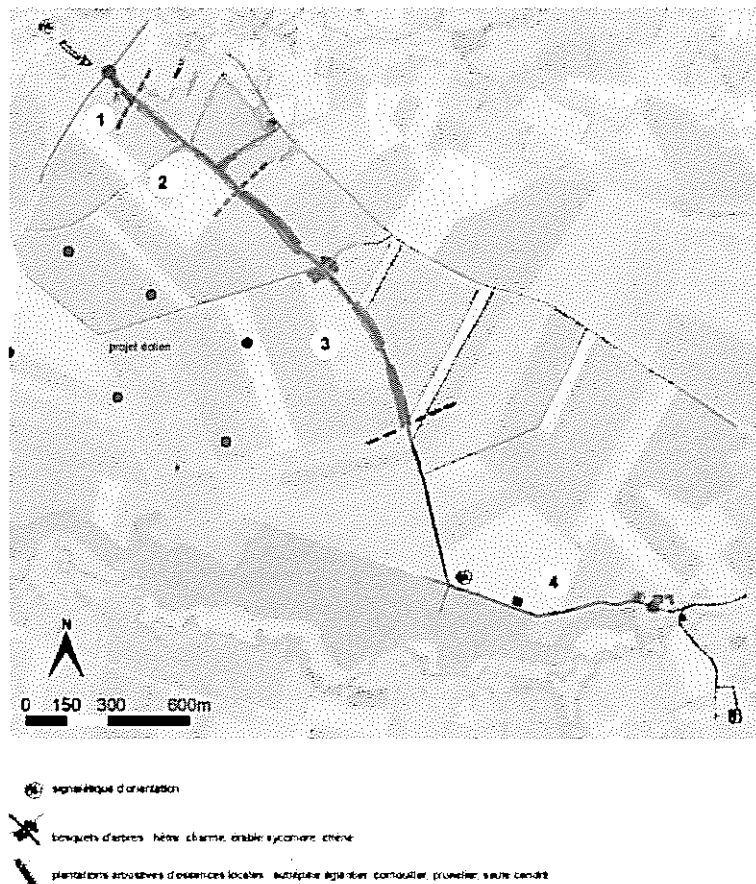 1
2
projet éolien
3
4
N
0 150 300 600m
signalétique d'orientation
bosquets d'arbres : hêtre, charme, érable sycomore, chêne
plantations arbustives d'essences locales : aubépine églantier, cornouiller, prunellier, saule cendré